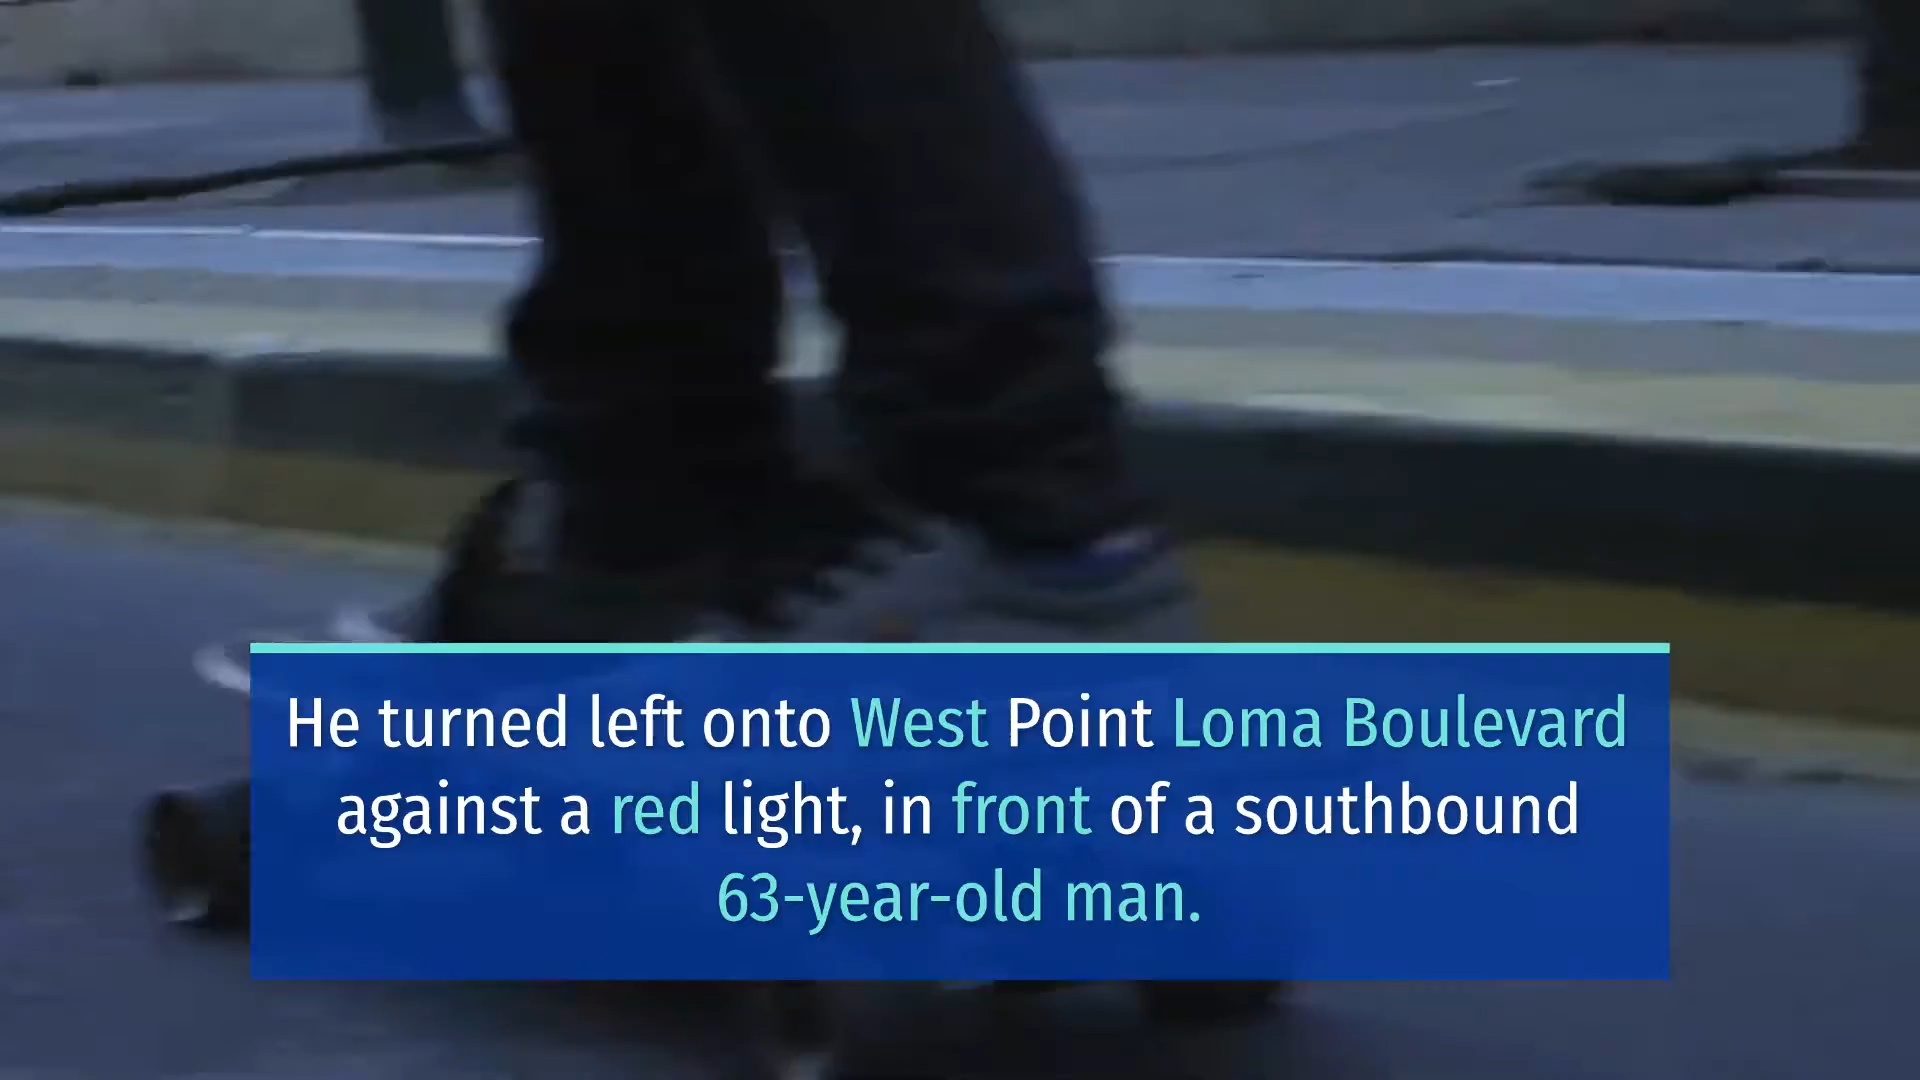 He turned left onto West Point Loma Boulevard
against a red light, in front of a southbound
63-year-old man.